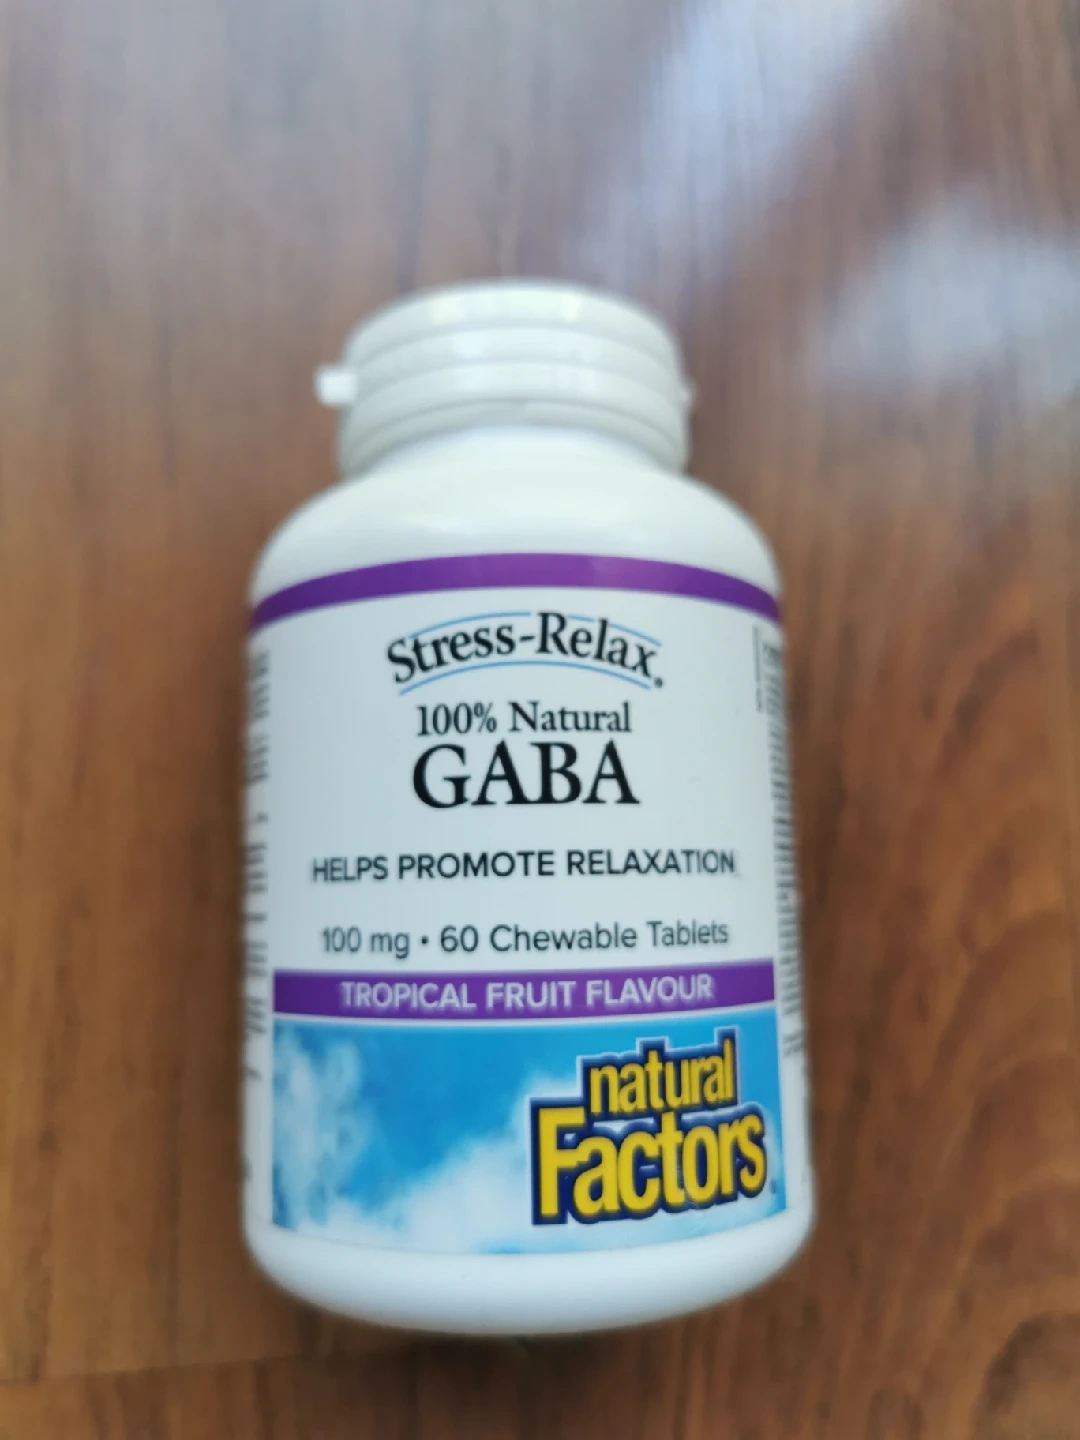 Stress-Relax®
100% Natural
GABA
HELPS PROMOTE RELAXATION
100 mg • 60 Chewable Tablets
TROPICAL FRUIT FLAVOUR
natural
Factors®